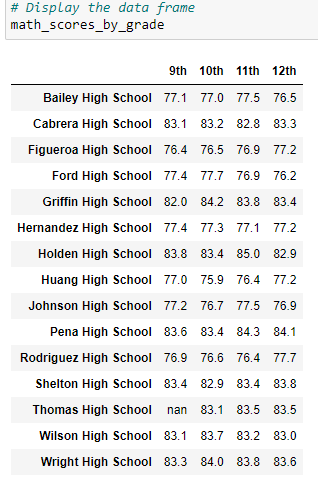 # Display the data frame
math_scores_by_grade
9th 10th 11th 12th
Bailey High School 77.1 77.0 77.5 76.5
Cabrera High School 83.1 83.2 82.8 83.3
Figueroa High School 76.4 76.5 76.9 77.2
Ford High School 77.4 77.7 76.9 76.2
Griffin High School 82.0 84.2 83.8 83.4
Hernandez High School 77.4 77.3 77.1 77.2
Holden High School 83.8 83.4 85.0 82.9
Huang High School 77.0 75.9 76.4 77.2
Johnson High School 77.2 76.7 77.5 76.9
Pena High School 83.6 83.4 84.3 84.1
Rodriguez High School 76.9 76.6 76.4 77.7
Shelton High School 83.4 82.9 83.4 83.8
Thomas High School nan 83.1 83.5 83.5
Wilson High School 83.1 83.7 83.2 83.0
Wright High School 83.3 84.0 83.8 83.6